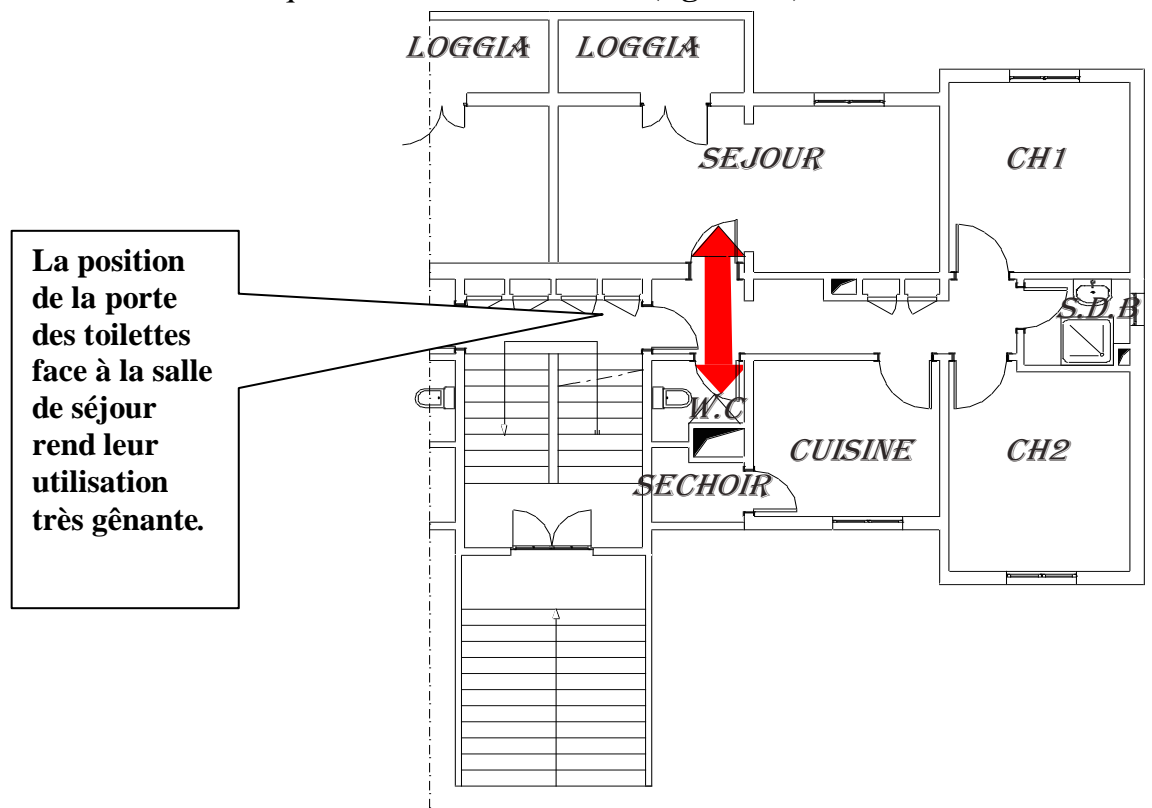 LOGGIA LOGGIA
SEJOUR CH1
La position
de la porte
des toilettes
face à la salle
de séjour
rend leur
utilisation
très gênante.
S.D.B
W.C
CUISINE CH2
SECHOIR